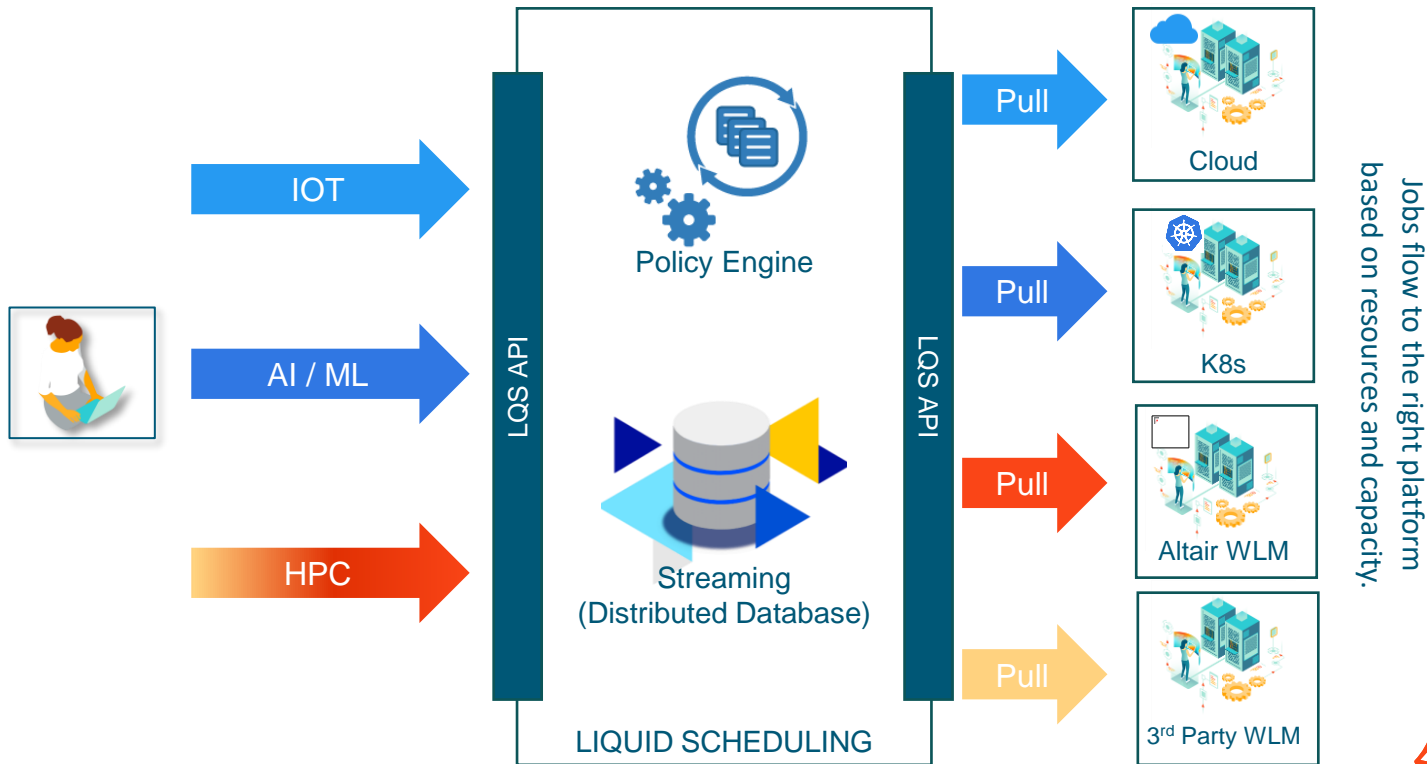 IOT
AI / ML
HPC
LQS API
Policy Engine
Streaming
(Distributed Database)
LIQUID SCHEDULING
LQS API
Pull
Pull
Pull
Pull
Cloud
K8s
Altair WLM
3rd Party WLM
Jobs flow to the right platform
based on resources and capacity.